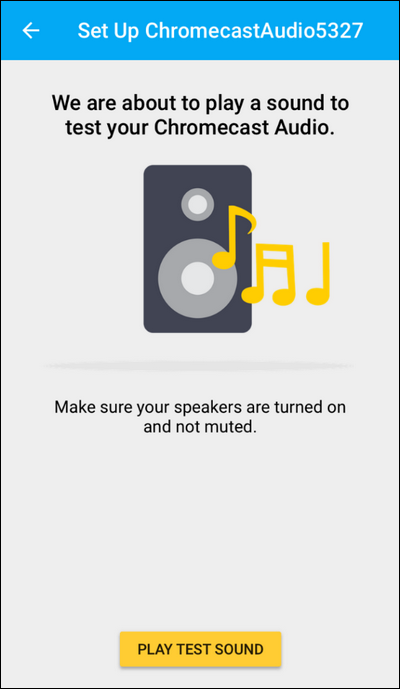 Set Up ChromecastAudio5327
We are about to play a sound to
test your Chromecast Audio.
Make sure your speakers are turned on
and not muted.
PLAY TEST SOUND